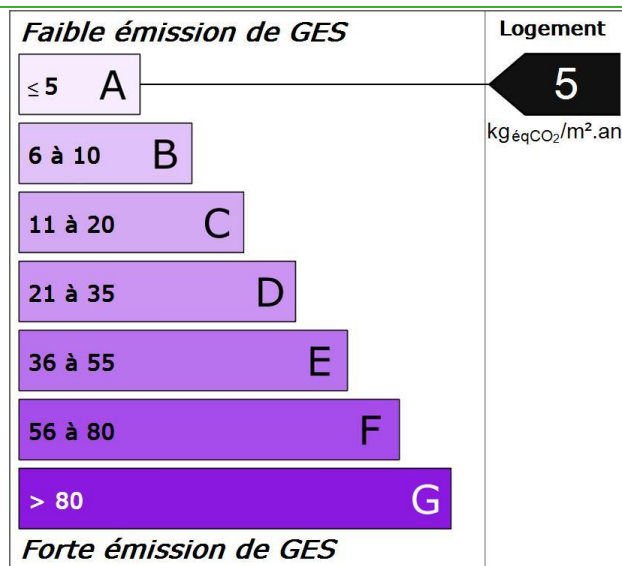 Faible émission de GES
Logement
≤ 5 A
5
kgéqCO₂/m².an
6 à 10 B
11 à 20 C
21 à 35 D
36 à 55 E
56 à 80 F
> 80 G
Forte émission de GES